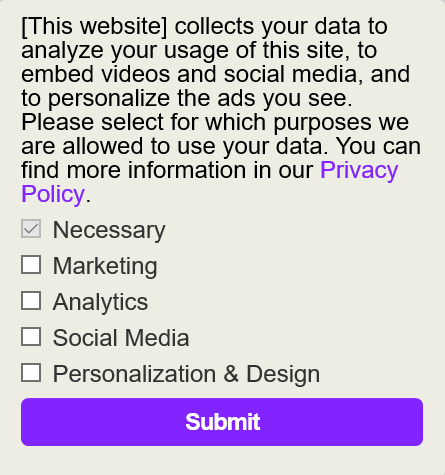 [This website] collects your data to
analyze your usage of this site, to
embed videos and social media, and
to personalize the ads you see.
Please select for which purposes we
are allowed to use your data. You can
find more information in our Privacy
Policy.
Necessary
Marketing
Analytics
Social Media
Personalization & Design
Submit